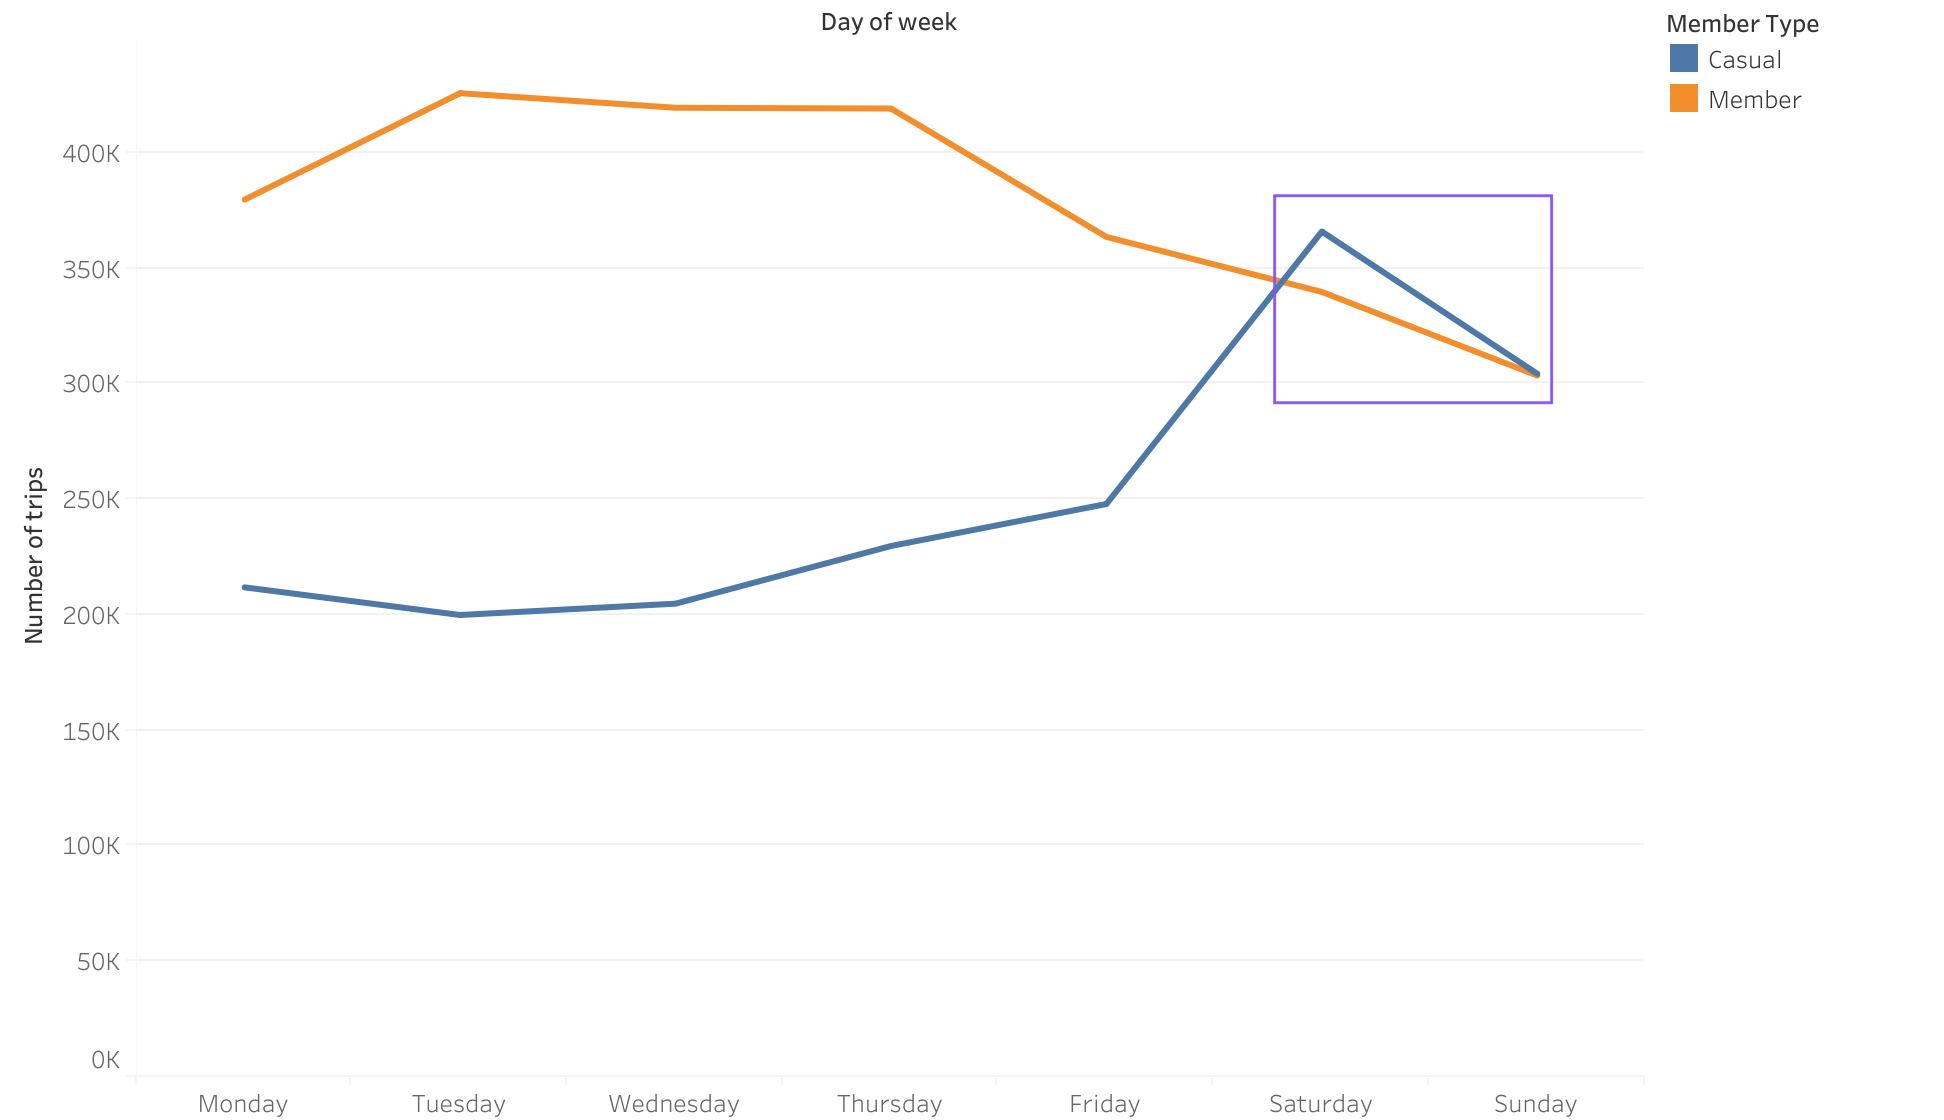 Day of week
Member Type
Casual
Member
400K
350K
300K
250K
200K
150K
100K
50K
0K
Number of trips
Monday Tuesday Wednesday Thursday Friday Saturday Sunday